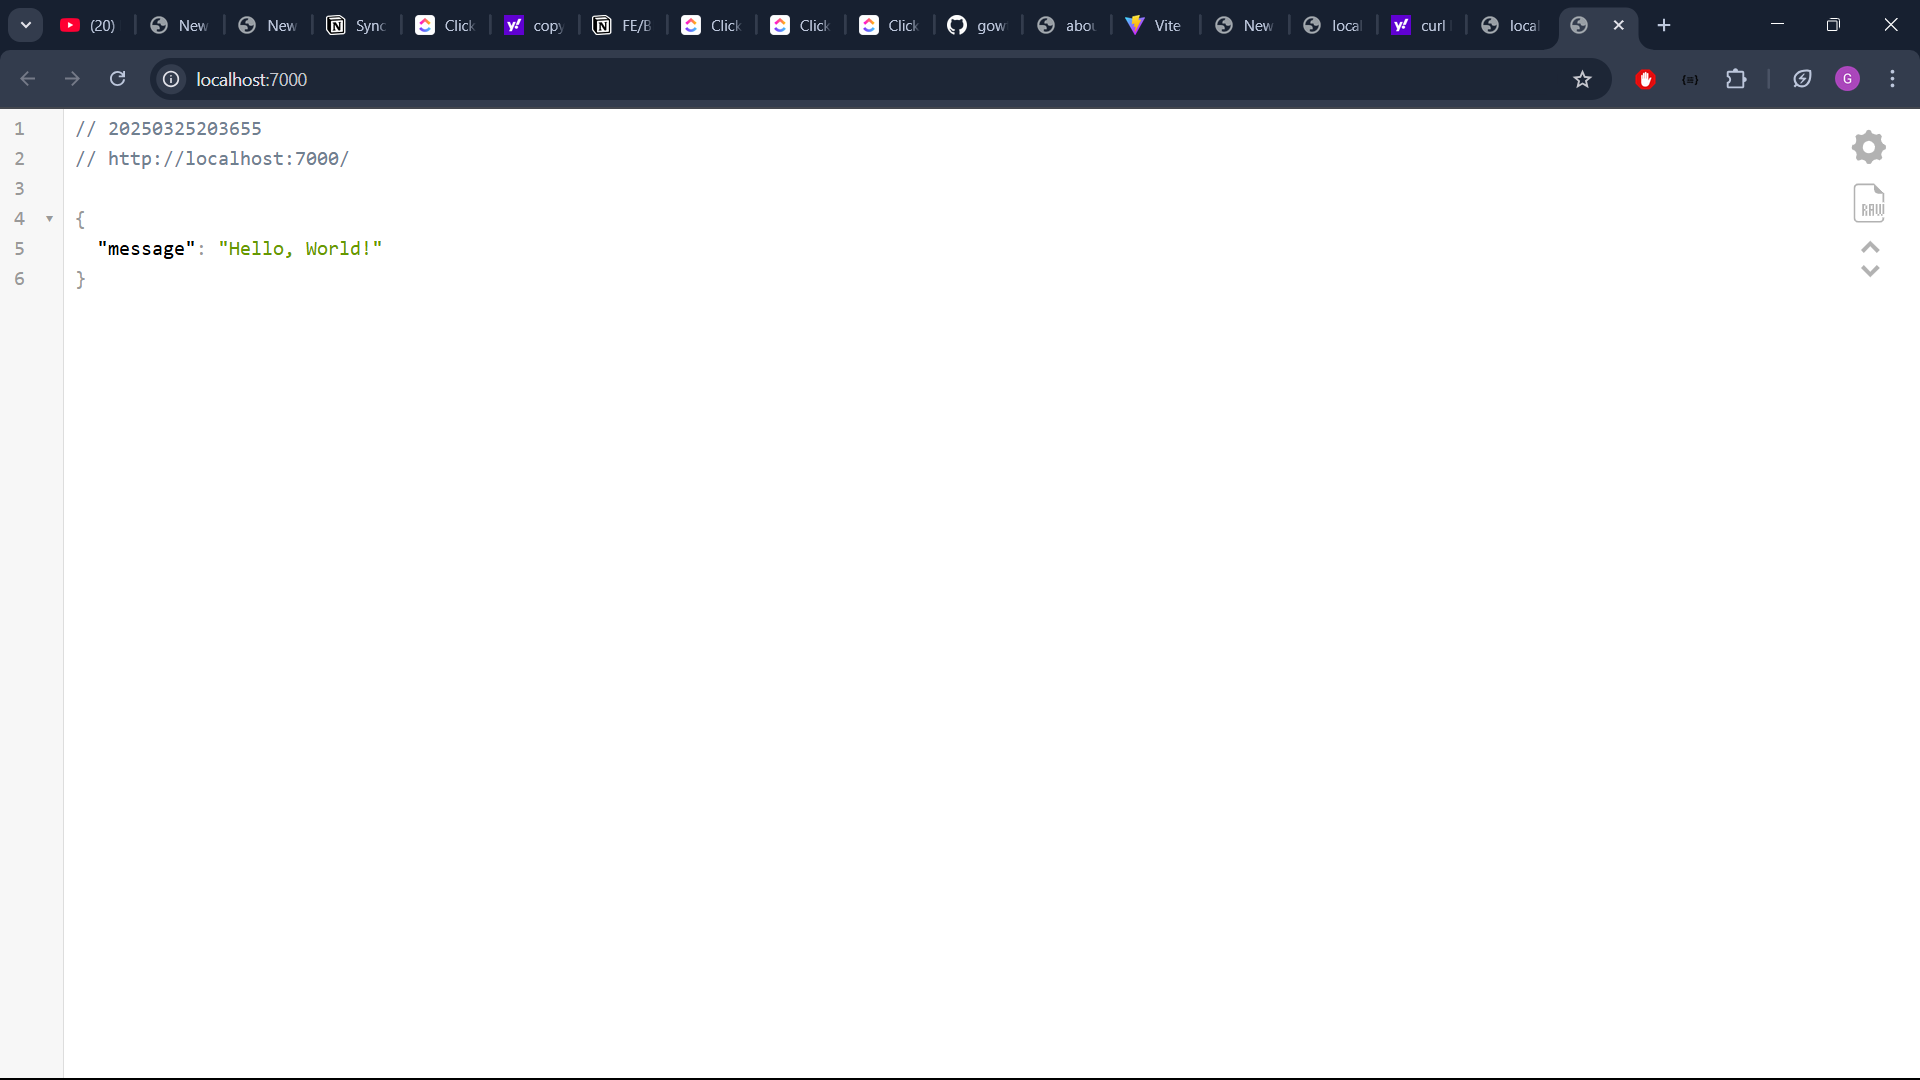 (20)
New
New
Sync
Click
copy
FE/B
Click
Click
Click
gow
abou
Vite
New
local
curl
local
localhost:7000
G
1 // 20250325203655
2 // http://localhost:7000/
3
4 {
5 "message": "Hello, World!"
6 }
RAW